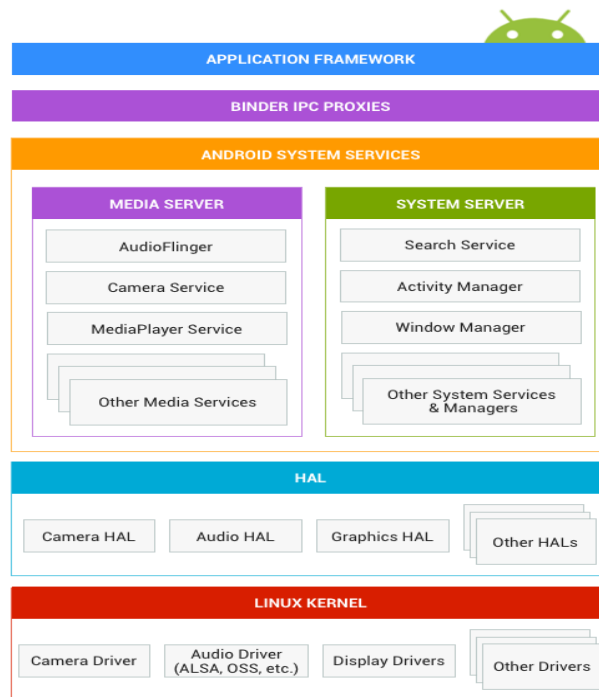 APPLICATION FRAMEWORK
BINDER IPC PROXIES
ANDROID SYSTEM SERVICES
MEDIA SERVER
AudioFlinger
Camera Service
MediaPlayer Service
Other Media Services
SYSTEM SERVER
Search Service
Activity Manager
Window Manager
Other System Services
& Managers
HAL
Camera HAL
Audio HAL
Graphics HAL
Other HALs
LINUX KERNEL
Camera Driver
Audio Driver
(ALSA, OSS, etc.)
Display Drivers
Other Drivers